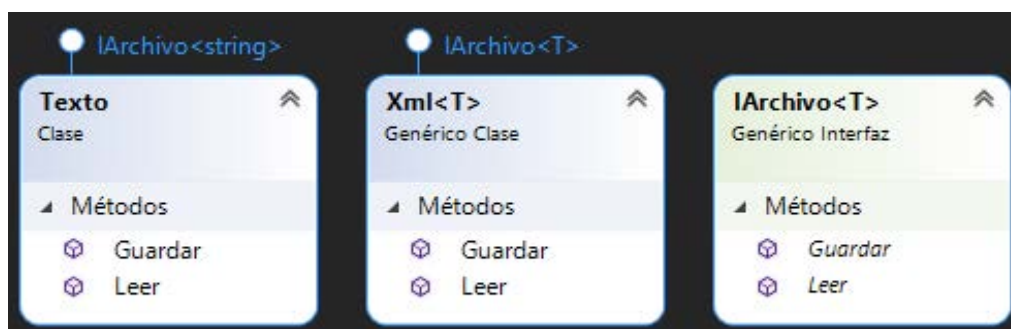 IArchivo<string>
Texto
Clase
Métodos
Guardar
Leer
IArchivo<T>
Xml<T>
Genérico Clase
Métodos
Guardar
Leer
IArchivo<T>
Genérico Interfaz
Métodos
Guardar
Leer